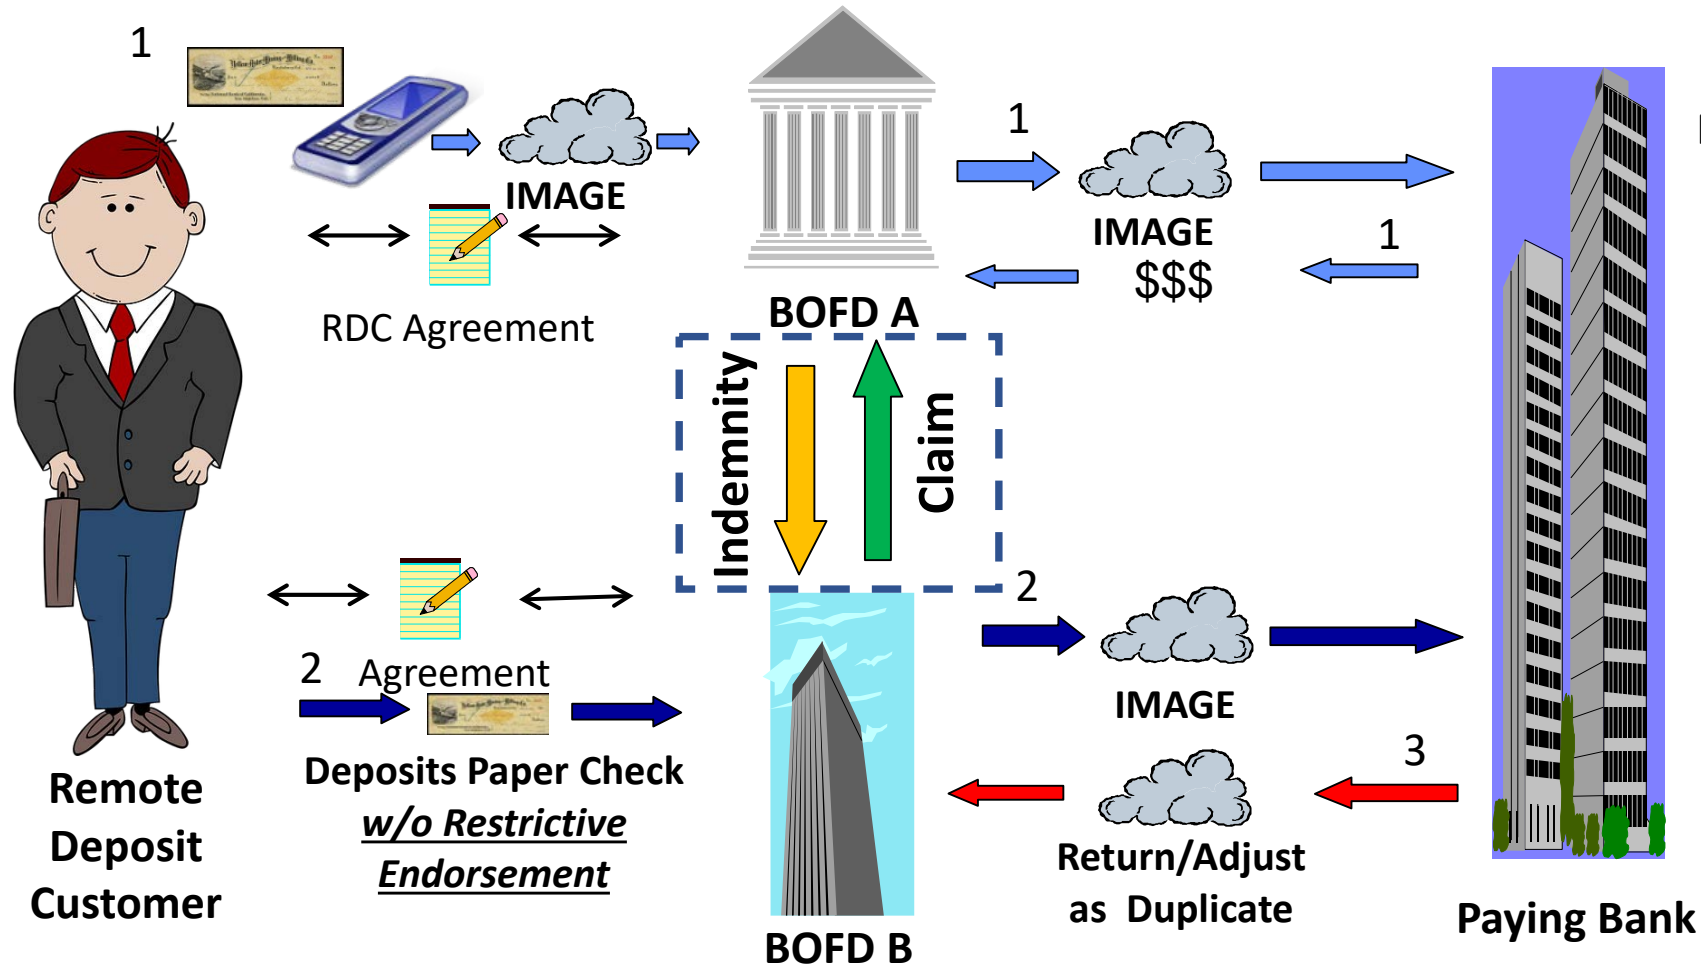 1
IMAGE
RDC Agreement
BOFD A
1
IMAGE
$$$
1
Indemnity
Claim
2
Agreement
Deposits Paper Check
w/o Restrictive
Endorsement
Remote
Deposit
Customer
BOFD B
2
IMAGE
3
Return/Adjust
as Duplicate
Paying Bank